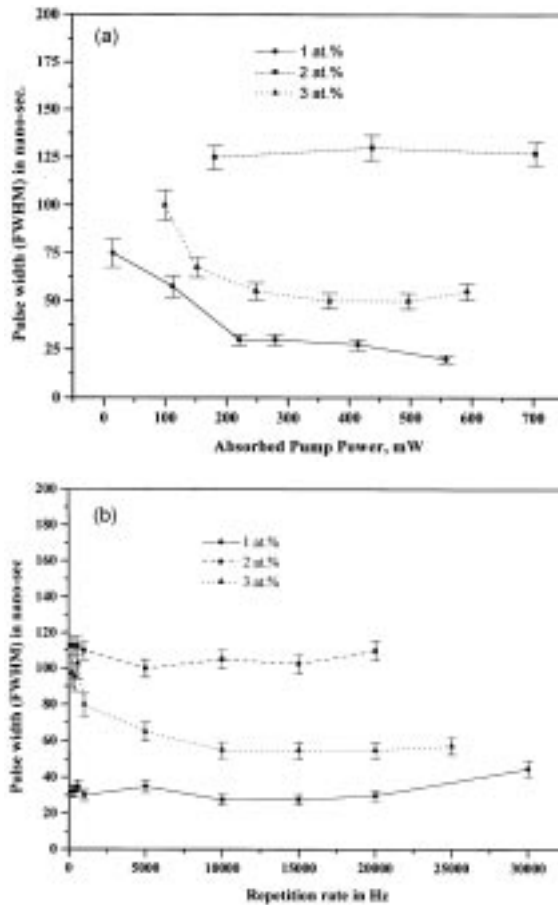 (a)
1 at.%
2 at.%
3 at.%
Pulse width (FWHM) in nano-sec.
200
175
150
125
100
75
50
25
0
0 100 200 300 400 500 600 700
Absorbed Pump Power, mW
(b)
1 at.%
2 at.%
3 at.%
Pulse width (FWHM) in nano-sec
200
180
160
140
120
100
80
60
40
20
0
0 5000 10000 15000 20000 25000 30000
Repetition rate in Hz